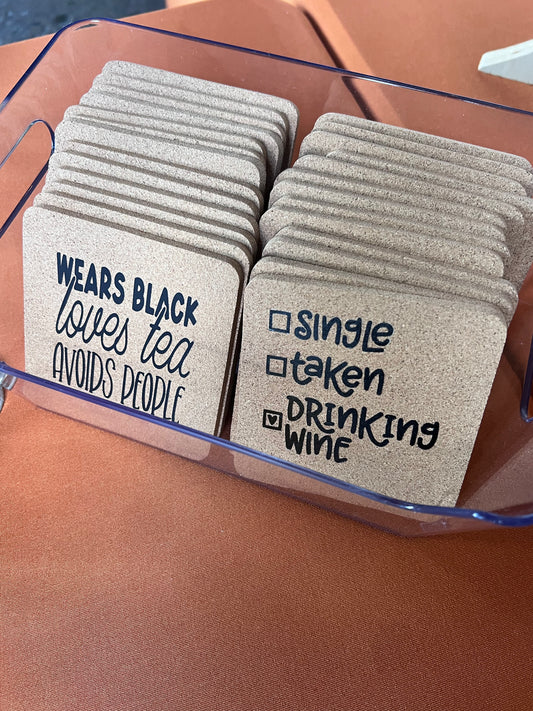 WEARS BLACK
loves tea
AVOIDS PEOPLE
single
taken
DRINKING
WINE